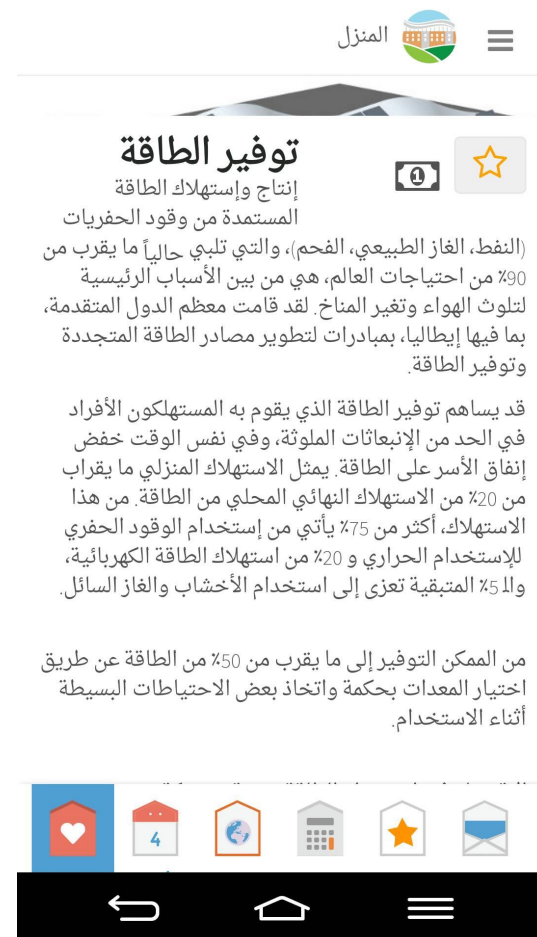 المنزل
توفير الطاقة
إنتاج وإستهلاك الطاقة
المستمدة من وقود الحفريات
(النفط، الغاز الطبيعي، الفحم)، والتي تلبي حالياً ما يقرب من
90٪ من احتياجات العالم، هي من بين الأسباب الرئيسية
لتلوث الهواء وتغير المناخ. لقد قامت معظم الدول المتقدمة،
بما فيها إيطاليا، بمبادرات لتطوير مصادر الطاقة المتجددة
وتوفير الطاقة.
قد يساهم توفير الطاقة الذي يقوم به المستهلكون الأفراد
في الحد من الإنبعاثات الملوثة، وفي نفس الوقت خفض
إنفاق الأسر على الطاقة. يمثل الاستهلاك المنزلي ما يقراب
من 20٪ من الاستهلاك النهائي المحلي من الطاقة. من هذا
الاستهلاك، أكثر من 75٪ يأتي من إستخدام الوقود الحفري
للإستخدام الحراري و 20٪ من استهلاك الطاقة الكهربائية،
والـ 5٪ المتبقية تعزى إلى استخدام الأخشاب والغاز السائل.
من الممكن التوفير إلى ما يقرب من 50٪ من الطاقة عن طريق
اختيار المعدات بحكمة واتخاذ بعض الاحتياطات البسيطة
أثناء الاستخدام.
4